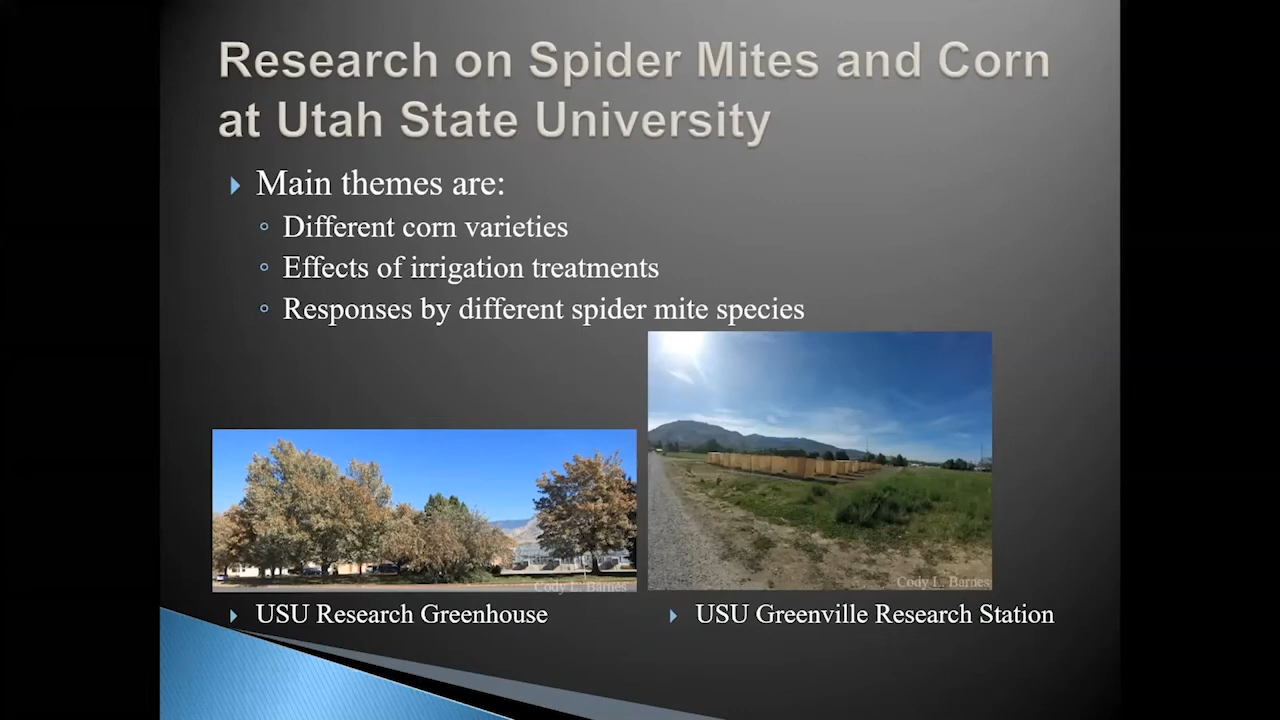 Research on Spider Mites and Corn
at Utah State University
Main themes are:
Different corn varieties
Effects of irrigation treatments
Responses by different spider mite species
Cody L. Barnes
Cody L. Barnes
USU Research Greenhouse
USU Greenville Research Station